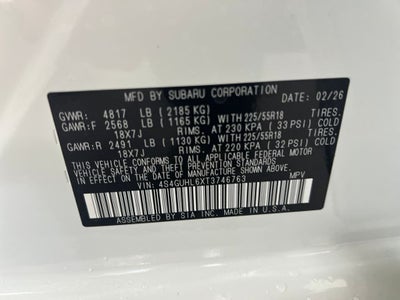 MFD BY SUBARU CORPORATION DATE: 02/26
GVWR: 4817 LB (2185 KG)
GAWR:F 2568 LB (1165 KG) WITH 225/55R18 TIRES,
18X7J RIMS. AT 230 KPA (33 PSI) COLD
GAWR:R 2491 LB (1130 KG) WITH 225/55R18 TIRES,
18X7J RIMS. AT 220 KPA (32 PSI) COLD
THIS VEHICLE CONFORMS TO ALL APPLICABLE FEDERAL MOTOR
VEHICLE SAFETY, BUMPER, AND THEFT PREVENTION STANDARDS
IN EFFECT ON THE DATE OF MANUFACTURE SHOWN ABOVE.
VIN: 4S4GUHL6XT3746763 MPV
ASSEMBLED BY SIA INC. MADE IN U.S.A.